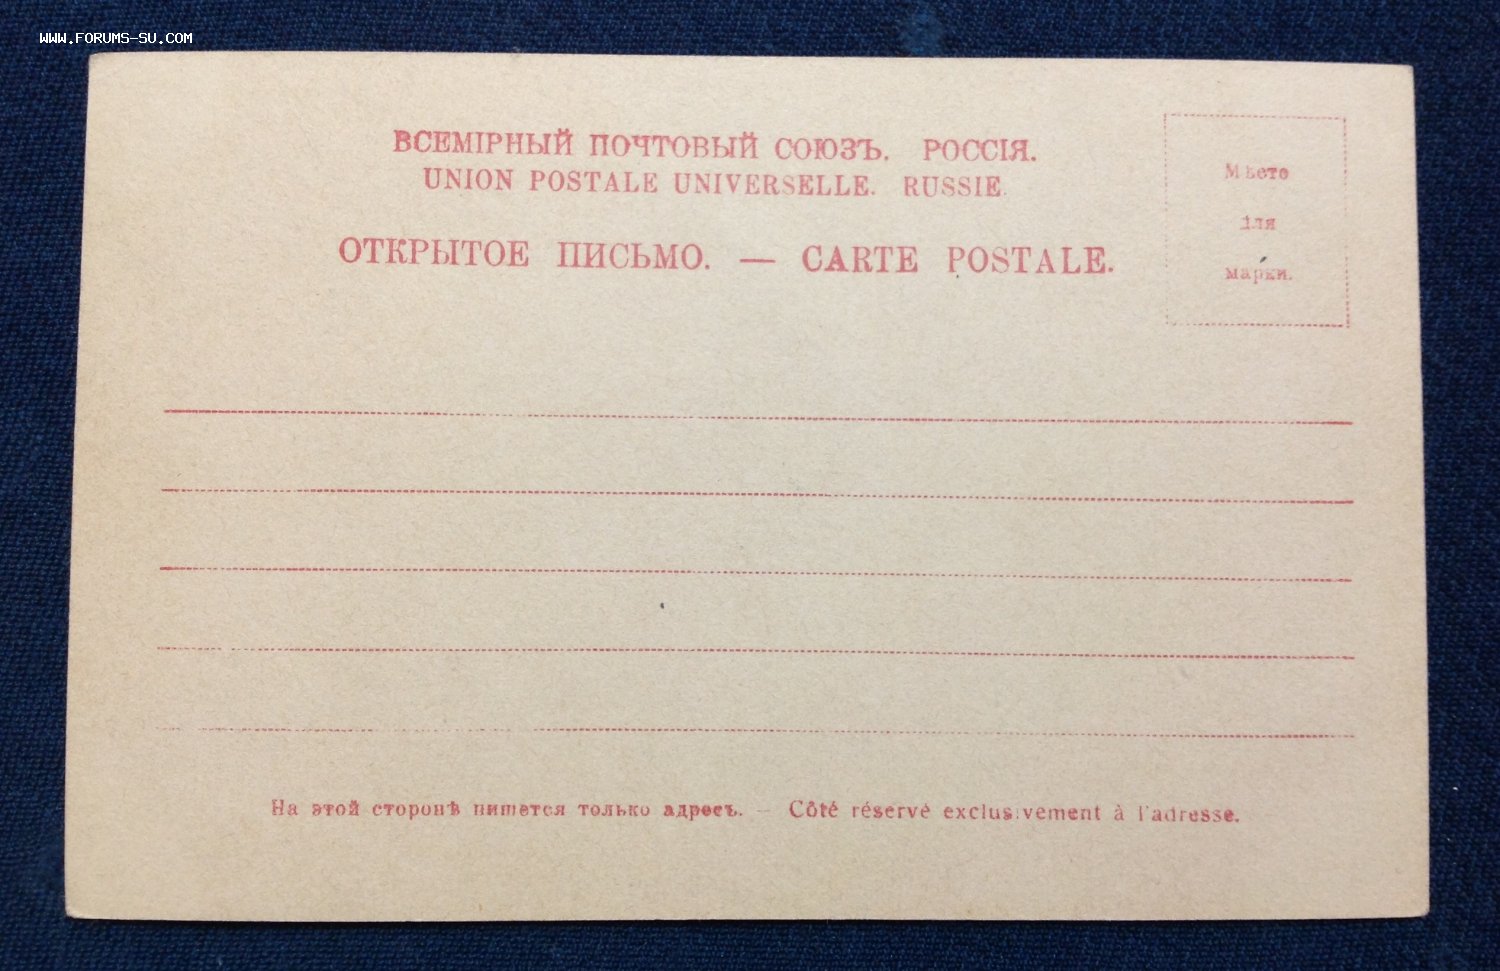 WWW.FORUMS-SU.COM
ВСЕМІРНЫЙ ПОЧТОВЫЙ СОЮЗЪ. РОССІЯ.
UNION POSTALE UNIVERSELLE. RUSSIE.
ОТКРЫТОЕ ПИСЬМО. — CARTE POSTALE.
Мѣсто
для
марки.
На этой сторонѣ пишется только адресъ. — Côté réservé exclusivement à l'adresse.